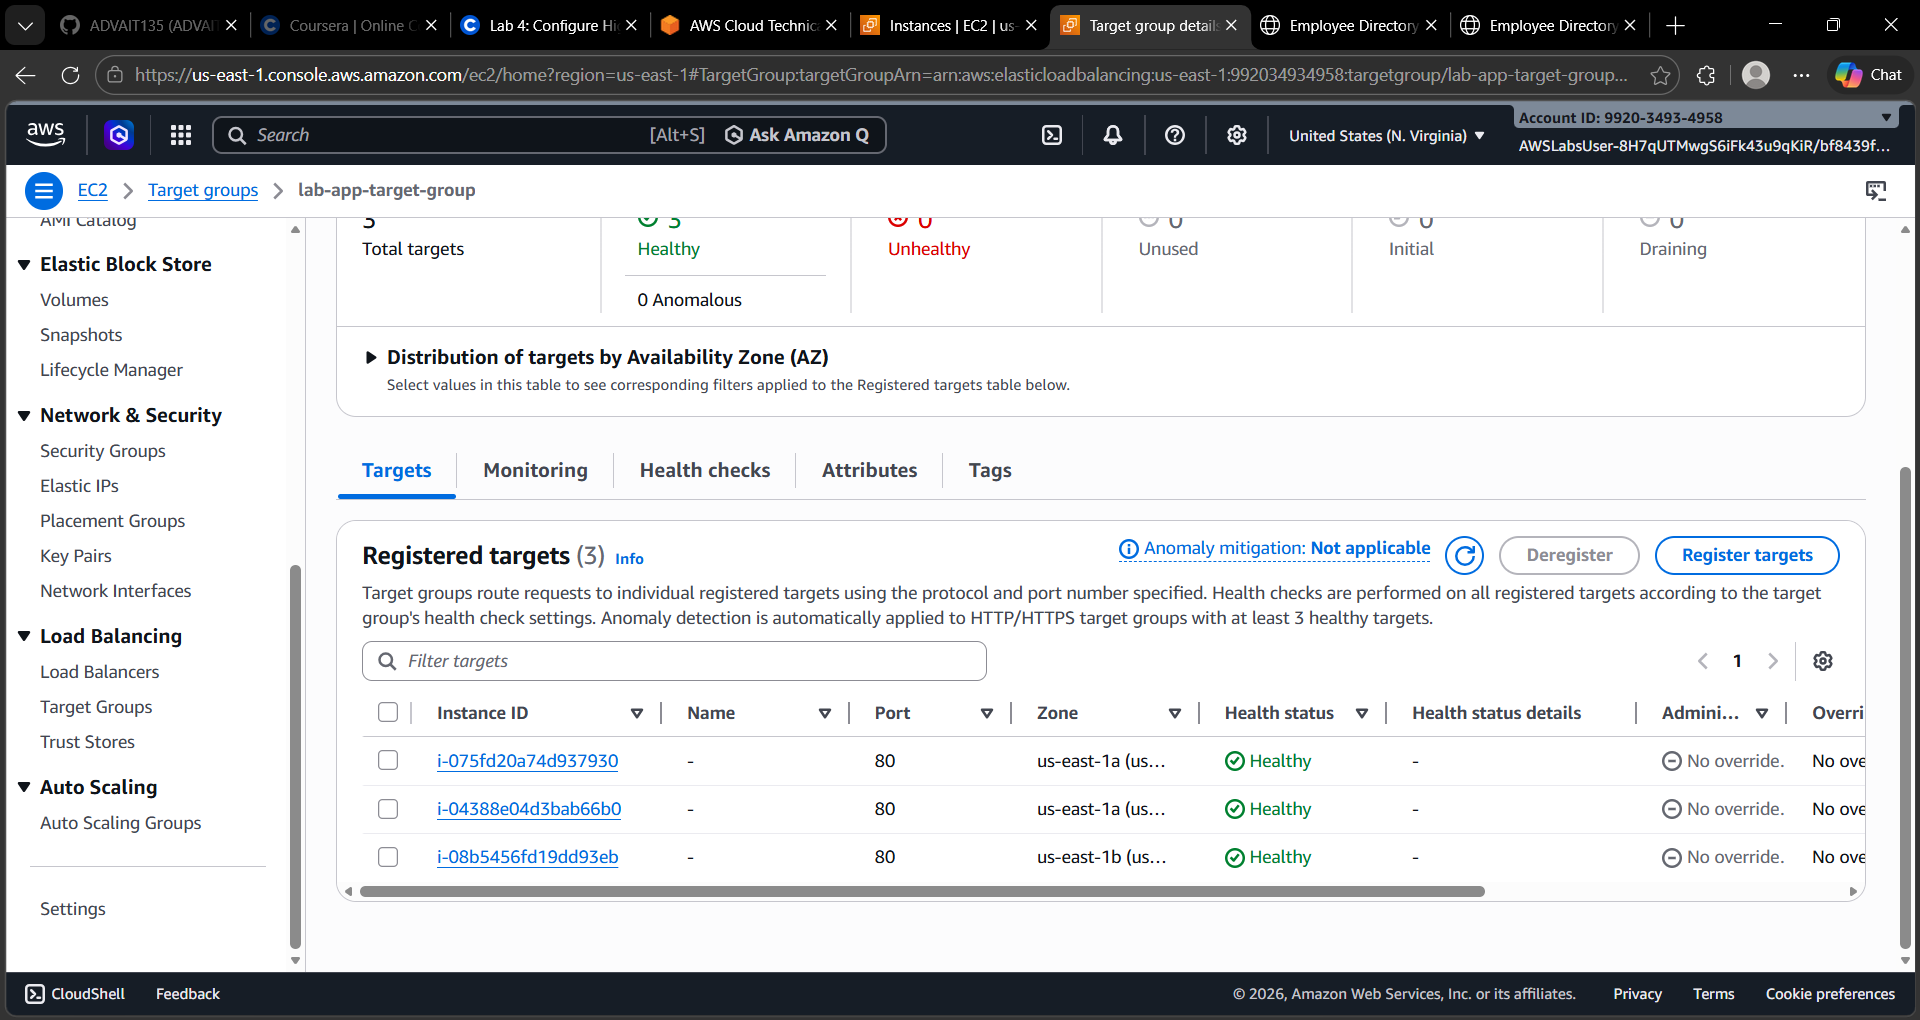 ADVAIT135 (ADVAI
Coursera | Online C
Lab 4: Configure Hi
AWS Cloud Technic
Instances | EC2 | us-
Target group details
Employee Directory
Employee Directory
https://us-east-1.console.aws.amazon.com/ec2/home?region=us-east-1#TargetGroup:targetGroupArn=arn:aws:elasticloadbalancing:us-east-1:992034934958:targetgroup/lab-app-target-group...
Chat
aws
Search
[Alt+S]
Ask Amazon Q
United States (N. Virginia)
Account ID: 9920-3493-4958
AWSLabsUser-8H7qUTMwgS6iFk43u9qKiR/bf8439f...
EC2
Target groups
lab-app-target-group
AMI Catalog
Elastic Block Store
Volumes
Snapshots
Lifecycle Manager
Network & Security
Security Groups
Elastic IPs
Placement Groups
Key Pairs
Network Interfaces
Load Balancing
Load Balancers
Target Groups
Trust Stores
Auto Scaling
Auto Scaling Groups
Settings
3
Total targets
3
Healthy
0 Anomalous
0
Unhealthy
0
Unused
0
Initial
0
Draining
Distribution of targets by Availability Zone (AZ)
Select values in this table to see corresponding filters applied to the Registered targets table below.
Targets
Monitoring
Health checks
Attributes
Tags
Registered targets (3) Info
Anomaly mitigation: Not applicable
Deregister
Register targets
Target groups route requests to individual registered targets using the protocol and port number specified. Health checks are performed on all registered targets according to the target
group's health check settings. Anomaly detection is automatically applied to HTTP/HTTPS target groups with at least 3 healthy targets.
Filter targets
1
Instance ID Name Port Zone Health status Health status details Admini... Overri
i-075fd20a74d937930 - 80 us-east-1a (us... Healthy - No override. No ove
i-04388e04d3bab66b0 - 80 us-east-1a (us... Healthy - No override. No ove
i-08b5456fd19dd93eb - 80 us-east-1b (us... Healthy - No override. No ove
CloudShell
Feedback
© 2026, Amazon Web Services, Inc. or its affiliates.
Privacy
Terms
Cookie preferences